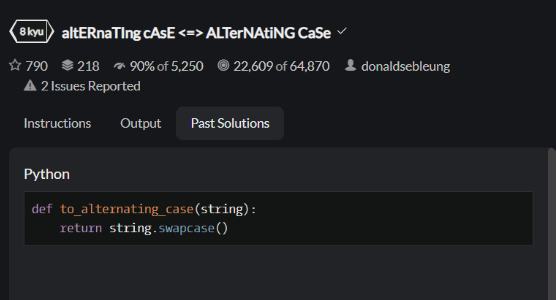 8 kyu altERnaTIng cAsE <=> ALTerNAtiNG CaSe
790 218 90% of 5,250 22,609 of 64,870 donaldsebleung
2 Issues Reported
Instructions Output Past Solutions
Python
def to_alternating_case(string):
    return string.swapcase()